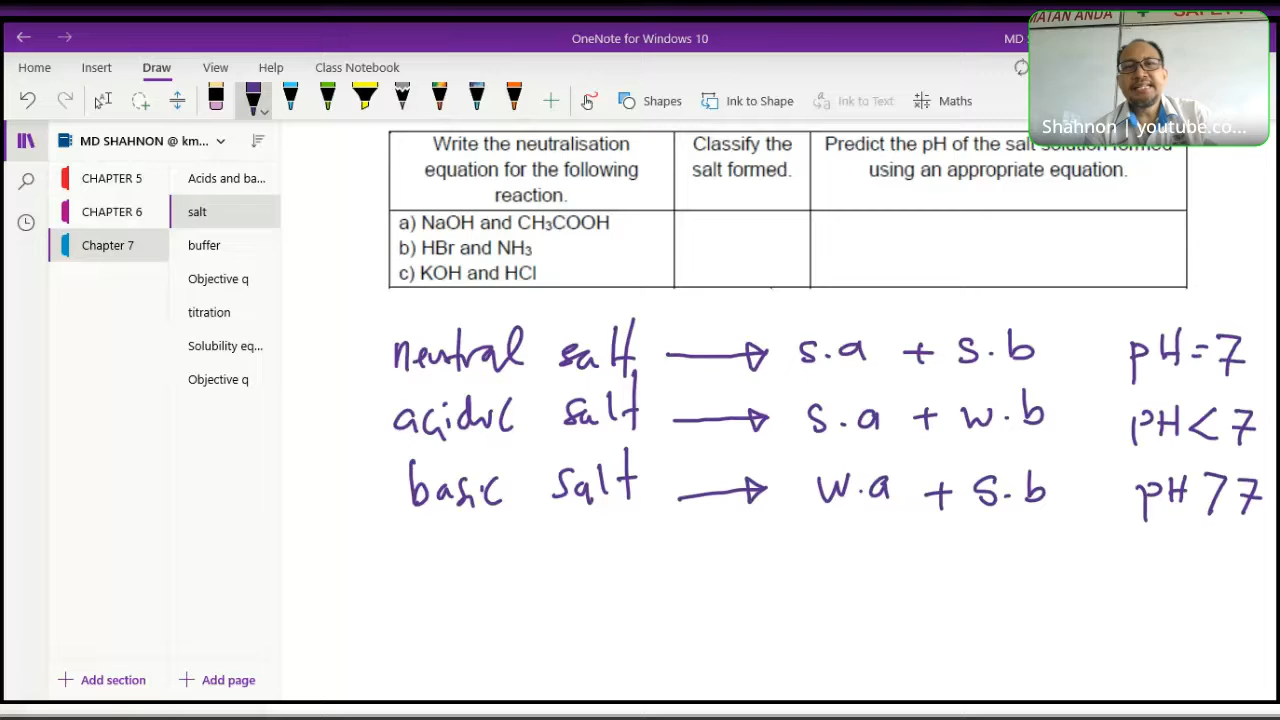 MATAN ANDA + SAFETY
OneNote for Windows 10
MD S
Home Insert Draw View Help Class Notebook
Shapes Ink to Shape Ink to Text Maths
Shahnon | youtube.co...
MD SHAHNON @ km...
CHAPTER 5
CHAPTER 6
Chapter 7
Acids and ba...
salt
buffer
Objective q
titration
Solubility eq...
Objective q
Add section
Add page
Write the neutralisation
equation for the following
reaction.
Classify the
salt formed.
Predict the pH of the salt solution formed
using an appropriate equation.
a) NaOH and CH₃COOH
b) HBr and NH₃
c) KOH and HCl
neutral salt → s.a + s.b pH = 7
acidic salt → s.a + w.b pH < 7
basic salt → w.a + s.b pH > 7